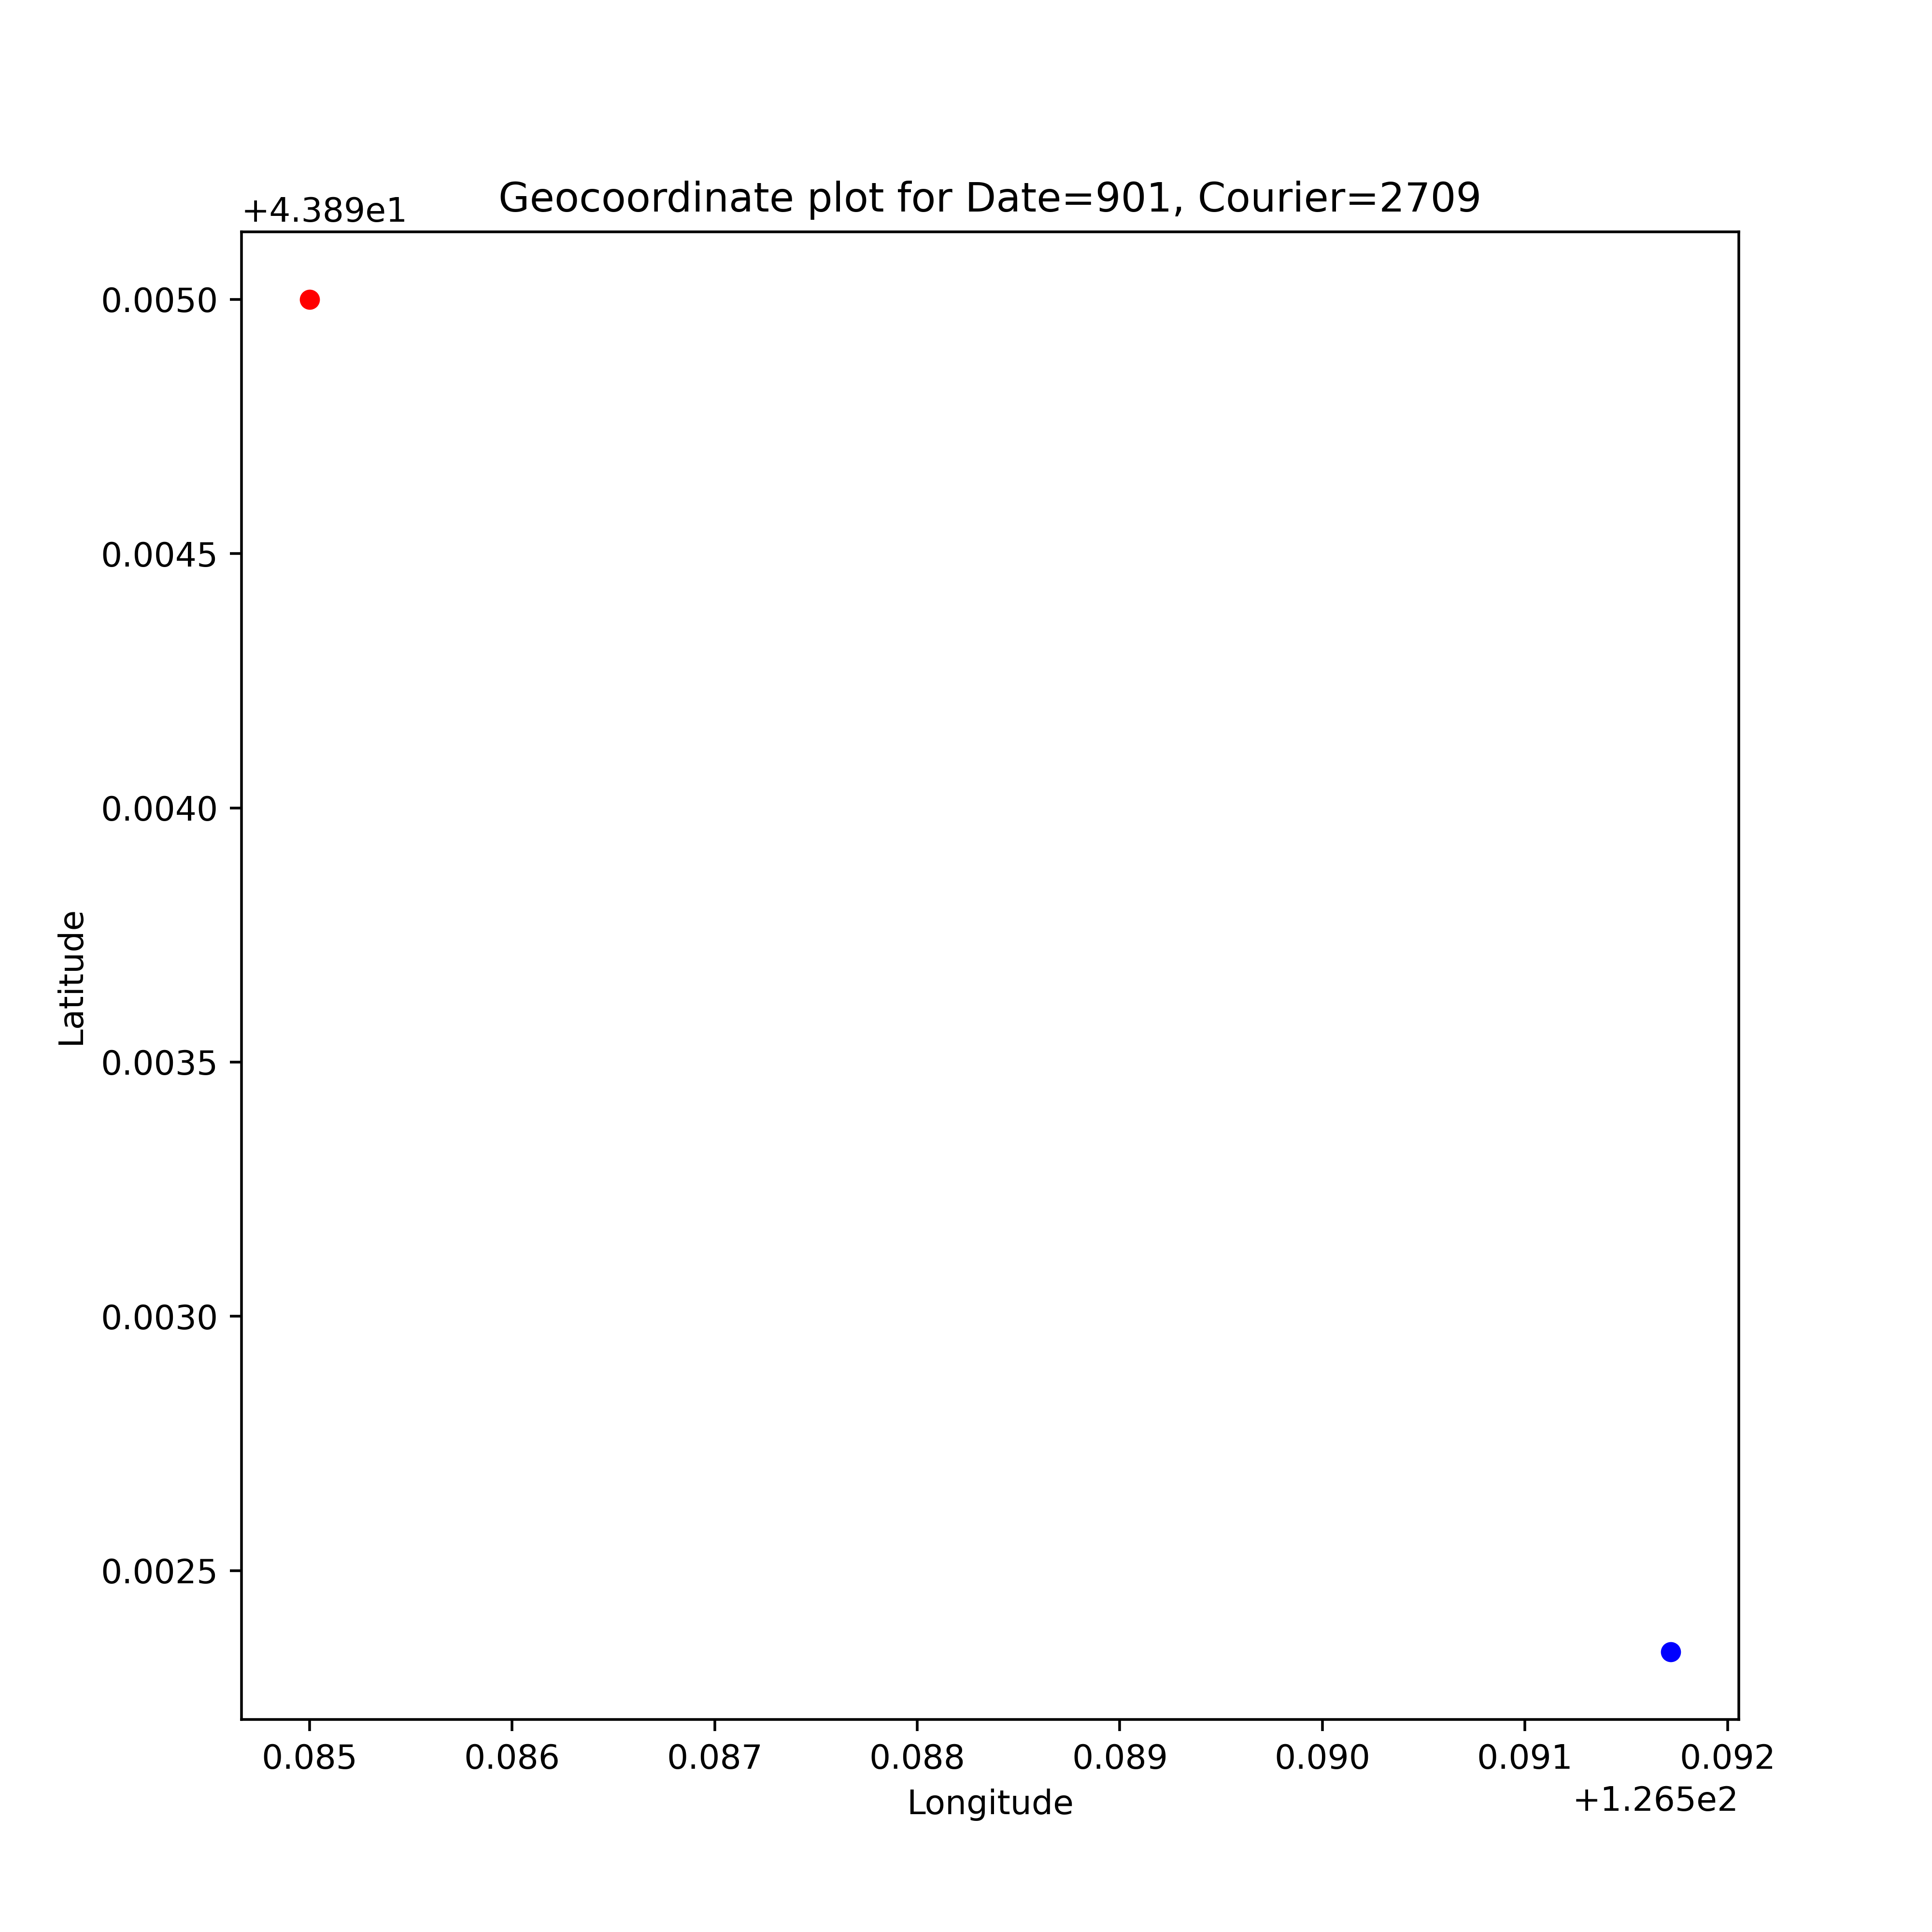 Geocoordinate plot for Date=901, Courier=2709
+4.389e1
0.0050
0.0045
0.0040
0.0035
0.0030
0.0025
Latitude
0.085 0.086 0.087 0.088 0.089 0.090 0.091 0.092
+1.265e2
Longitude